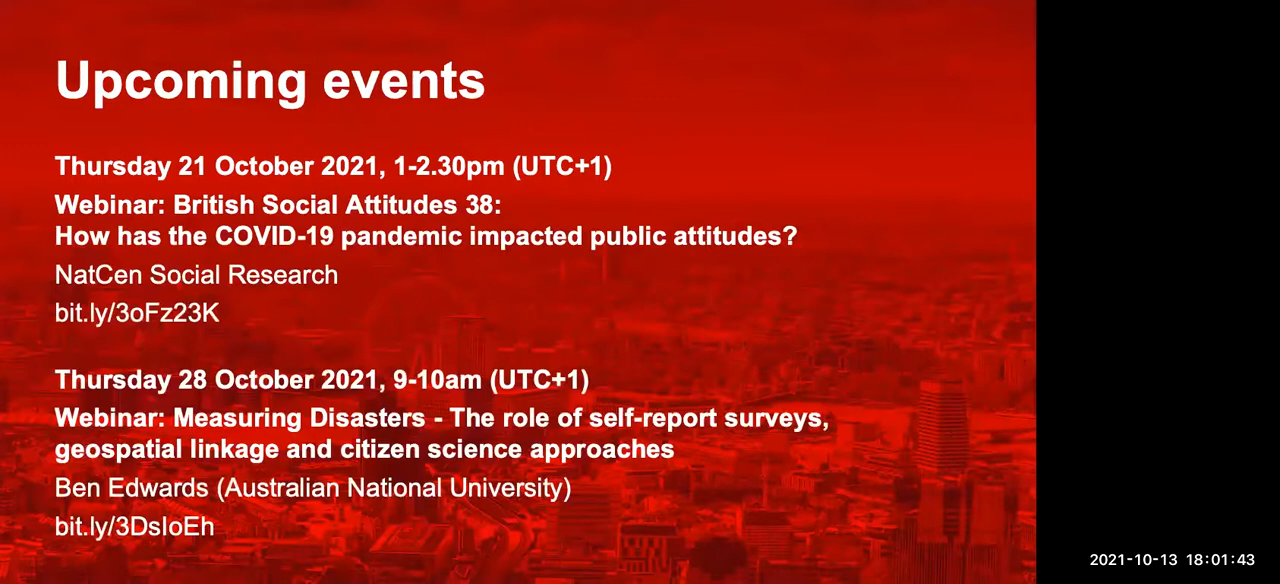 Upcoming events
Thursday 21 October 2021, 1-2.30pm (UTC+1)
Webinar: British Social Attitudes 38:
How has the COVID-19 pandemic impacted public attitudes?
NatCen Social Research
bit.ly/3oFz23K
Thursday 28 October 2021, 9-10am (UTC+1)
Webinar: Measuring Disasters - The role of self-report surveys,
geospatial linkage and citizen science approaches
Ben Edwards (Australian National University)
bit.ly/3DsIoEh
2021-10-13 18:01:43